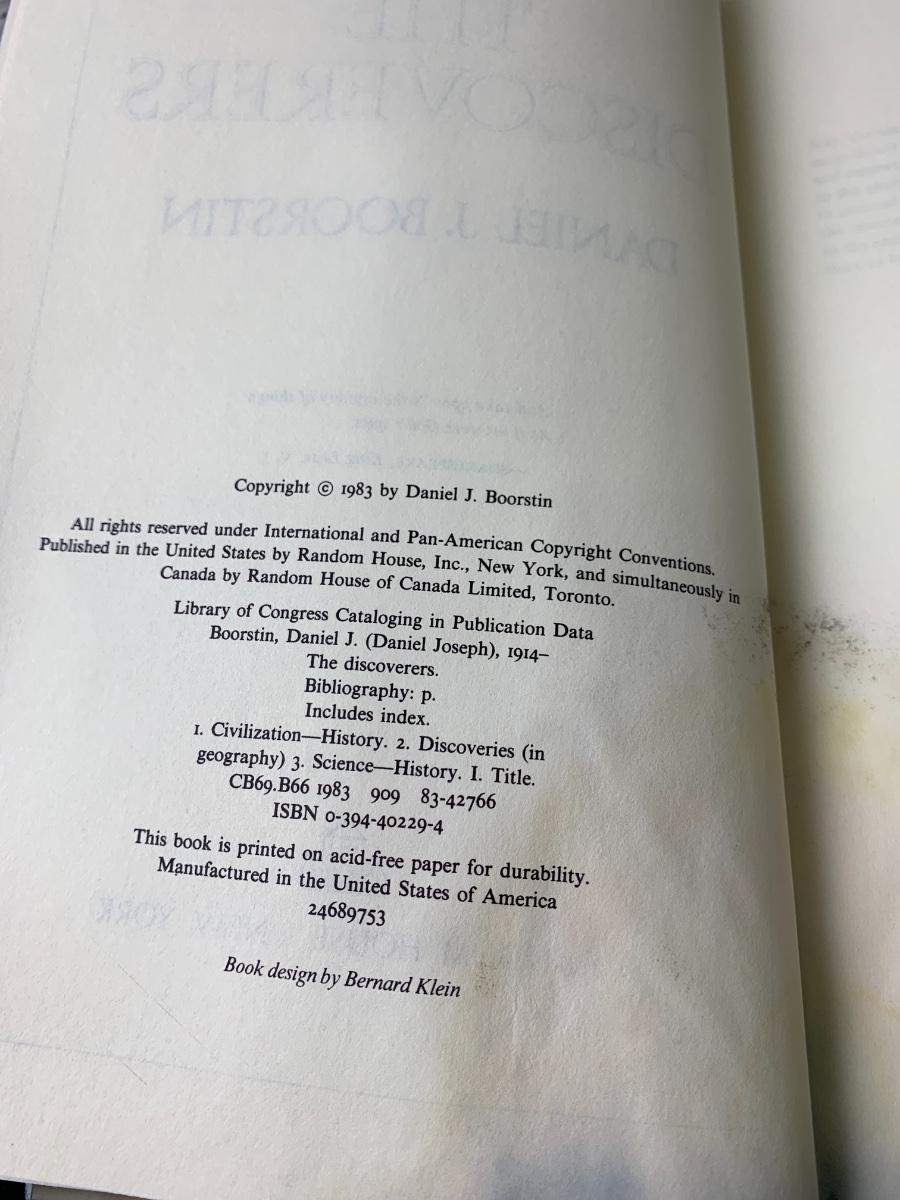 THE
DISCOVERERS
DANIEL J. BOORSTIN
Copyright © 1983 by Daniel J. Boorstin
All rights reserved under International and Pan-American Copyright Conventions.
Published in the United States by Random House, Inc., New York, and simultaneously in
Canada by Random House of Canada Limited, Toronto.
Library of Congress Cataloging in Publication Data
Boorstin, Daniel J. (Daniel Joseph), 1914–
The discoverers.
Bibliography: p.
Includes index.
1. Civilization—History. 2. Discoveries (in
geography) 3. Science—History. I. Title.
CB69.B66 1983 909 83-42766
ISBN 0-394-40229-4
This book is printed on acid-free paper for durability.
Manufactured in the United States of America
24689753
Book design by Bernard Klein